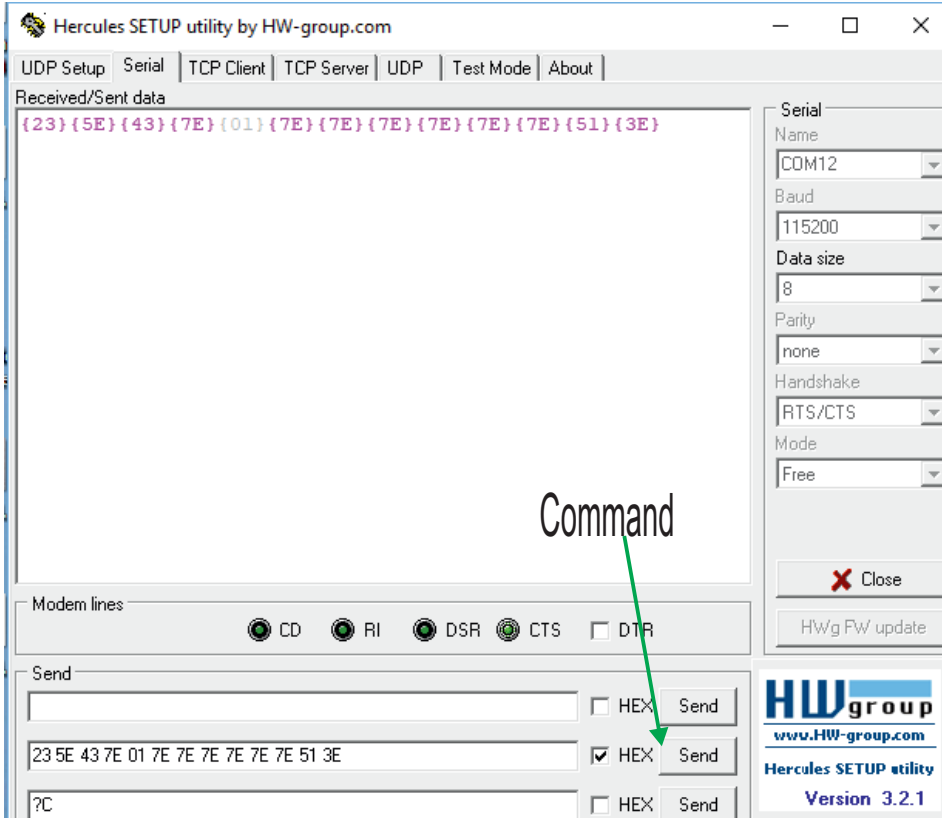 Hercules SETUP utility by HW-group.com
UDP Setup Serial TCP Client TCP Server UDP Test Mode About
Received/Sent data
{23}{5E}{43}{7E}{01}{7E}{7E}{7E}{7E}{7E}{7E}{51}{3E}
Serial
Name
COM12
Baud
115200
Data size
8
Parity
none
Handshake
RTS/CTS
Mode
Free
Command
Close
HWg FW update
Modem lines
CD RI DSR CTS DTR
Send
HEX Send
23 5E 43 7E 01 7E 7E 7E 7E 7E 7E 51 3E HEX Send
?C HEX Send
HW group
www.HW-group.com
Hercules SETUP utility
Version 3.2.1